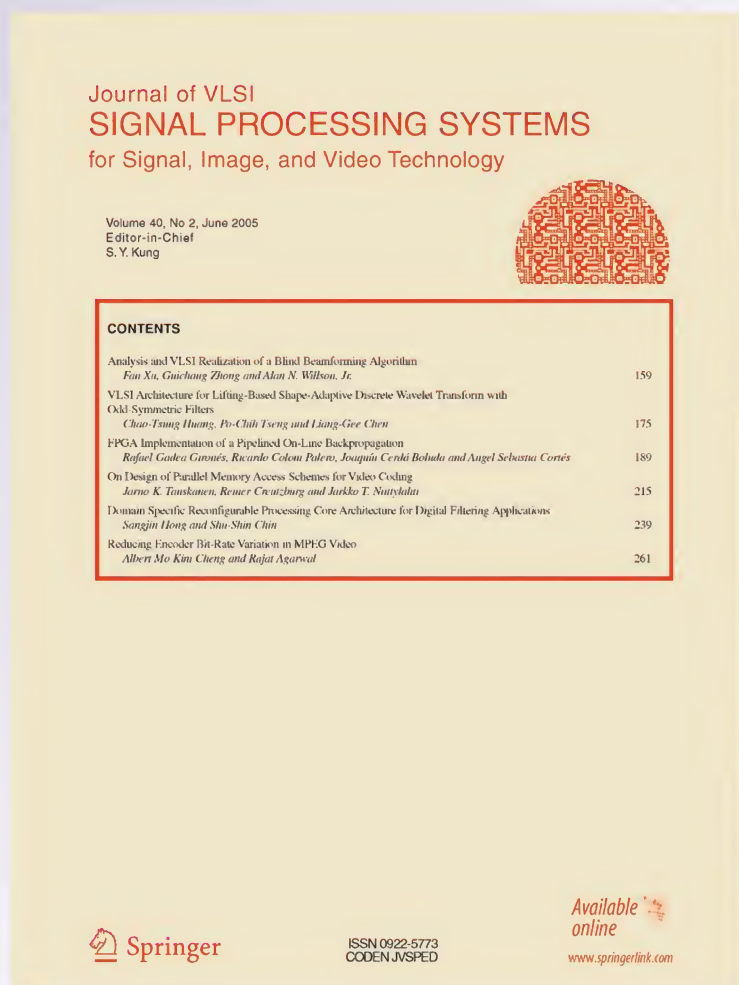 Journal of VLSI
SIGNAL PROCESSING SYSTEMS
for Signal, Image, and Video Technology
Volume 40, No 2, June 2005
Editor-in-Chief
S. Y. Kung
CONTENTS
Analysis and VLSI Realization of a Blind Beamforming Algorithm
Fan Xu, Guichang Zhong and Alan N. Willson, Jr. 159
VLSI Architecture for Lifting-Based Shape-Adaptive Discrete Wavelet Transform with
Odd-Symmetric Filters
Chao-Tsung Huang, Po-Chih Tseng and Liang-Gee Chen 175
FPGA Implementation of a Pipelined On-Line Backpropagation
Rafael Gadea Gironés, Ricardo Colom Palero, Joaquín Cerdá Boluda and Angel Sebastia Cortés 189
On Design of Parallel Memory Access Schemes for Video Coding
Jarno K. Tanskanen, Reiner Creutzburg and Jarkko T. Niittylahti 215
Domain Specific Reconfigurable Processing Core Architecture for Digital Filtering Applications
Sangjin Hong and Shu-Shin Chin 239
Reducing Encoder Bit-Rate Variation in MPEG Video
Albert Mo Kim Cheng and Rajat Agarwal 261
Available
online
Springer
ISSN 0922-5773
CODEN JVSPED
www.springerlink.com